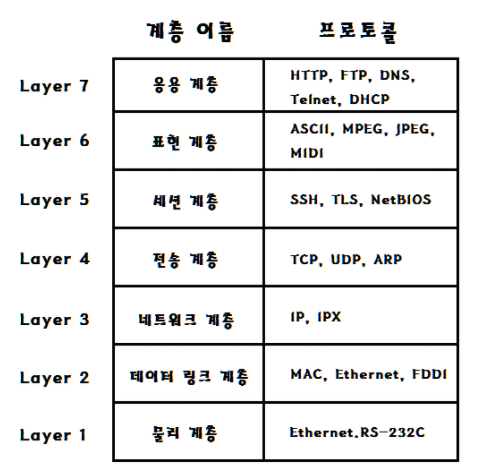 계층 이름 프로토콜
Layer 7 응용 계층 HTTP, FTP, DNS,
Telnet, DHCP
Layer 6 표현 계층 ASCII, MPEG, JPEG,
MIDI
Layer 5 세션 계층 SSH, TLS, NetBIOS
Layer 4 전송 계층 TCP, UDP, ARP
Layer 3 네트워크 계층 IP, IPX
Layer 2 데이터 링크 계층 MAC, Ethernet, FDDI
Layer 1 물리 계층 Ethernet.RS-232C